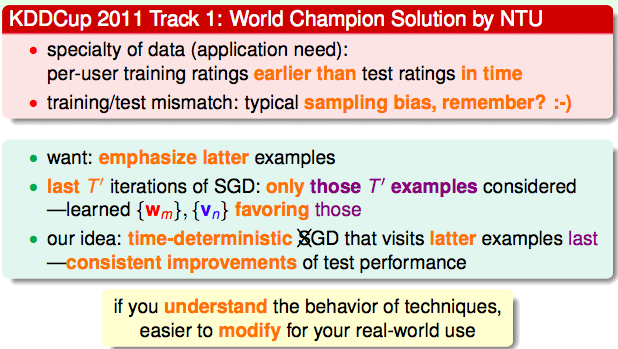 KDDCup 2011 Track 1: World Champion Solution by NTU
• specialty of data (application need):
per-user training ratings earlier than test ratings in time
• training/test mismatch: typical sampling bias, remember? :-)
• want: emphasize latter examples
• last T′ iterations of SGD: only those T′ examples considered
—learned {wₘ}, {vₙ} favoring those
• our idea: time-deterministic SGD that visits latter examples last
—consistent improvements of test performance
if you understand the behavior of techniques,
easier to modify for your real-world use